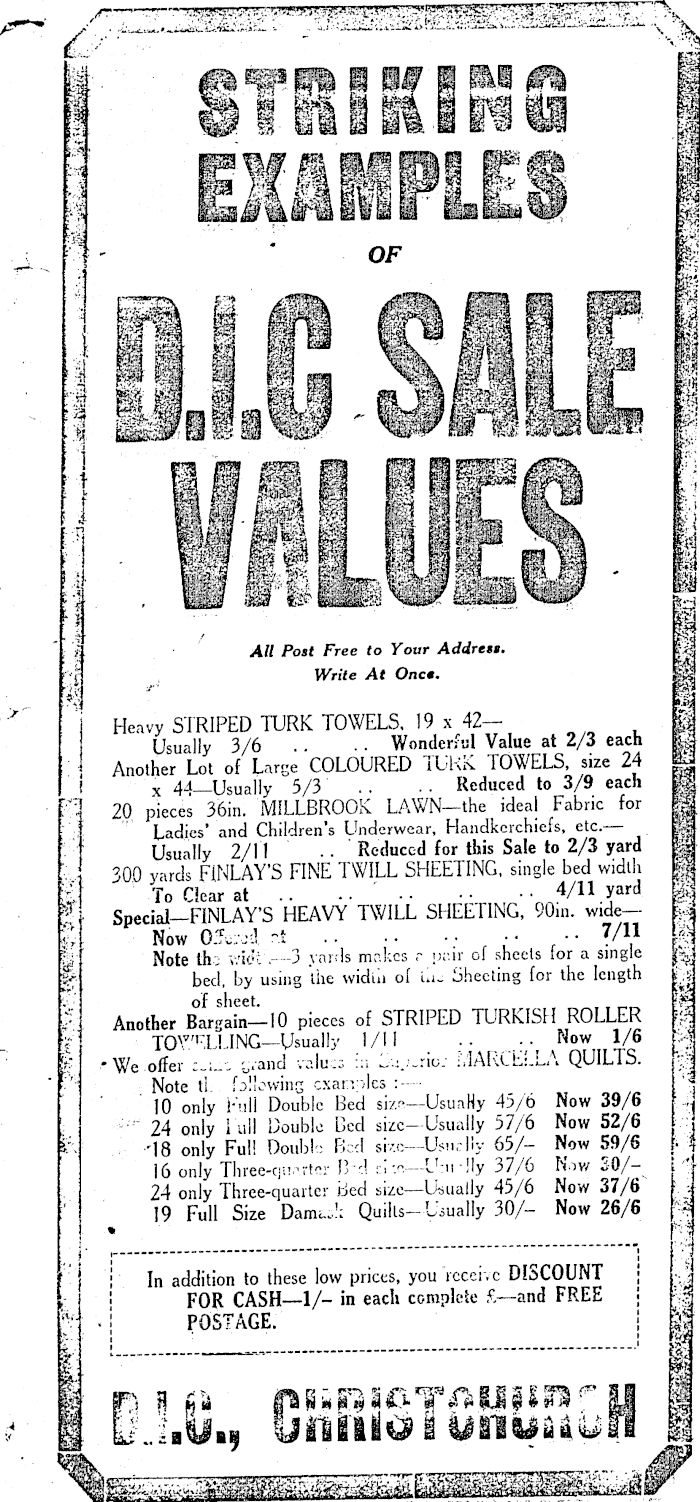 STRIKING
EXAMPLES
OF
D.I.C SALE
VALUES
All Post Free to Your Address.
Write At Once.
Heavy STRIPED TURK TOWELS, 19 x 42—
Usually 3/6 .. .. Wonderful Value at 2/3 each
Another Lot of Large COLOURED TURK TOWELS, size 24
x 44—Usually 5/3 .. .. Reduced to 3/9 each
20 pieces 36in. MILLBROOK LAWN—the ideal Fabric for
Ladies' and Children's Underwear, Handkerchiefs, etc.—
Usually 2/11 .. Reduced for this Sale to 2/3 yard
300 yards FINLAY'S FINE TWILL SHEETING, single bed width
To Clear at .. .. .. .. .. 4/11 yard
Special—FINLAY'S HEAVY TWILL SHEETING, 90in. wide—
Now Offered at .. .. .. .. .. 7/11
Note the widt .—3 yards makes a pair of sheets for a single
bed, by using the width of the Sheeting for the length
of sheet.
Another Bargain—10 pieces of STRIPED TURKISH ROLLER
TOWELLING—Usually 1/11 .. .. Now 1/6
We offer some grand values in Superior MARCELLA QUILTS.
Note the following examples :—
10 only Full Double Bed size—Usually 45/6 Now 39/6
24 only Full Double Bed size—Usually 57/6 Now 52/6
18 only Full Double Bed size—Usually 65/– Now 59/6
16 only Three-quarter Bed size—Usually 37/6 Now 30/–
24 only Three-quarter Bed size—Usually 45/6 Now 37/6
19 Full Size Damask Quilts—Usually 30/– Now 26/6
In addition to these low prices, you receive DISCOUNT
FOR CASH—1/– in each complete £—and FREE
POSTAGE.
D.I.C., CHRISTCHURCH